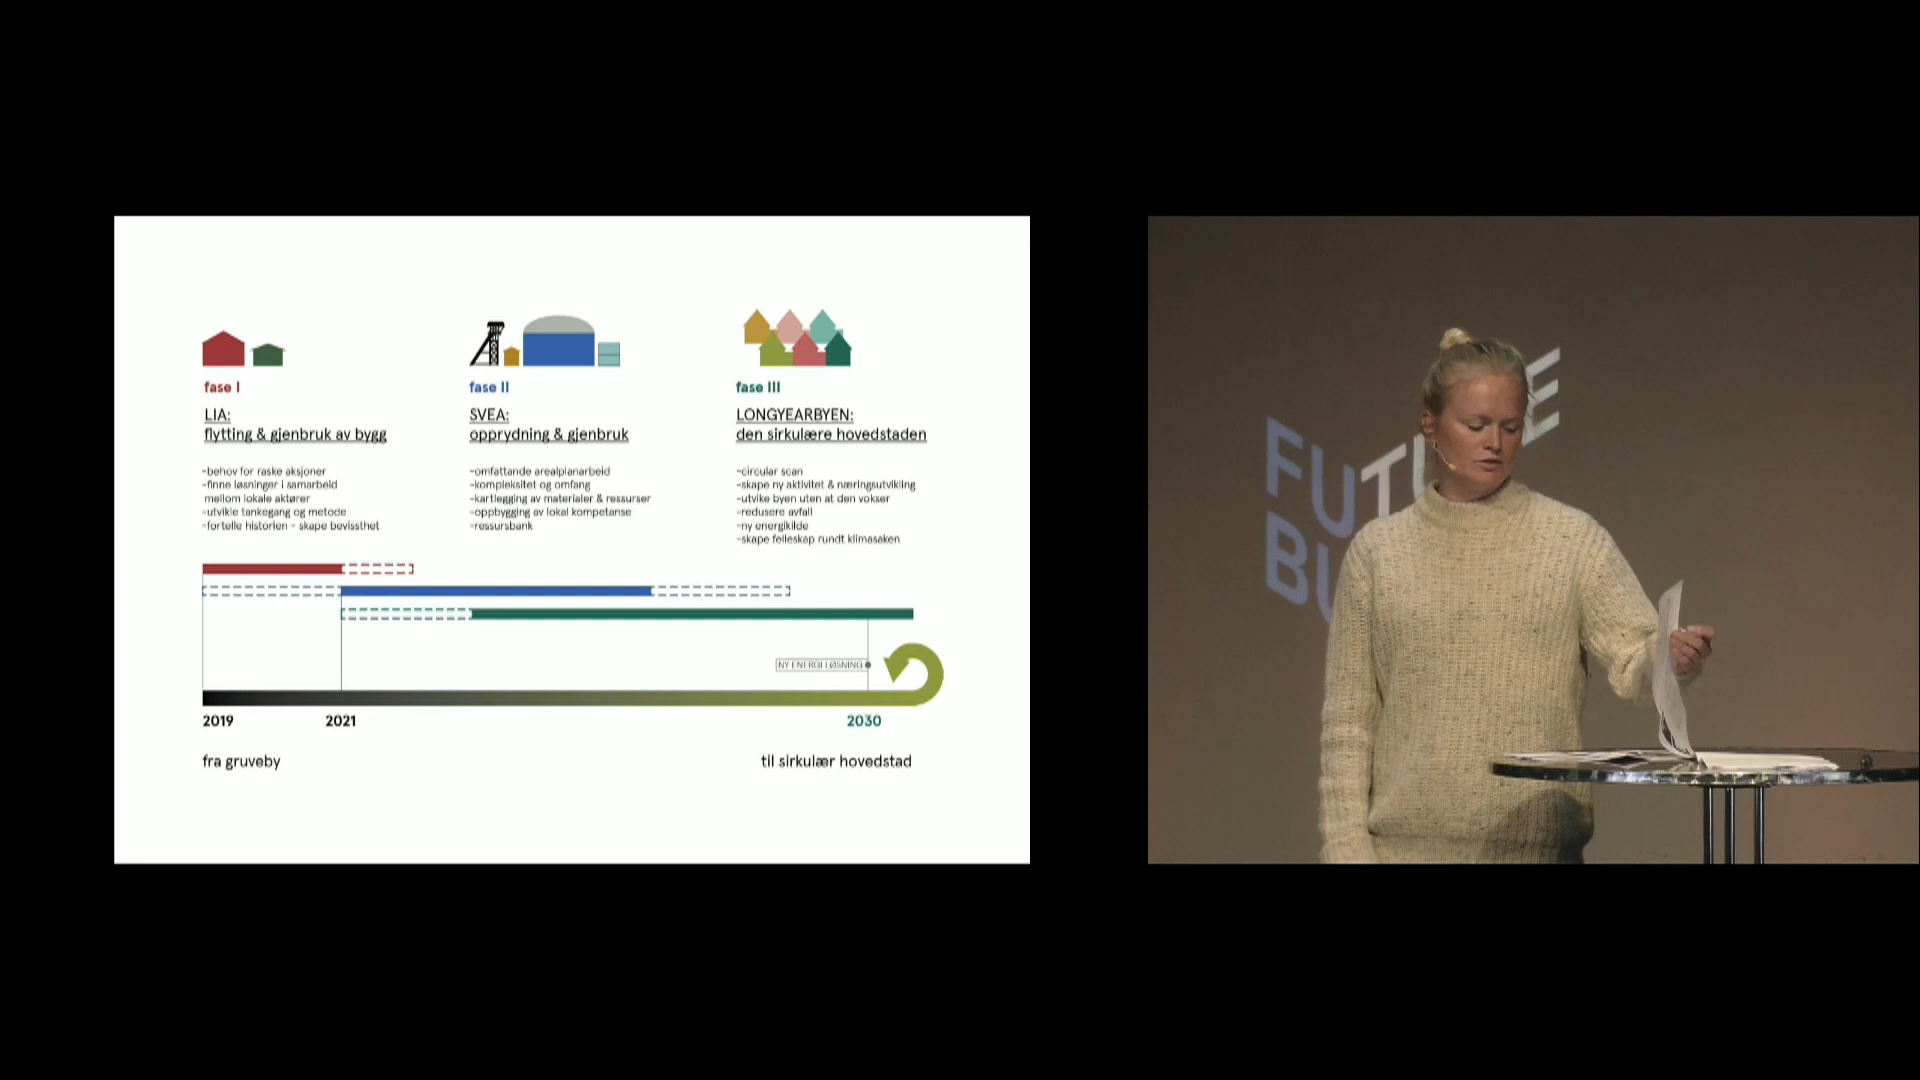 fase I
LIA:
flytting & gjenbruk av bygg
-behov for raske aksjoner
-finne løsninger i samarbeid
mellom lokale aktører
-utvikle tankegang og metode
-fortelle historien - skape bevissthet
fase II
SVEA:
opprydning & gjenbruk
-omfattande arealplanarbeid
-kompleksitet og omfang
-kartlegging av materialer & ressurser
-oppbygging av lokal kompetanse
-ressursbank
fase III
LONGYEARBYEN:
den sirkulære hovedstaden
-circular scan
-skape ny aktivitet & næringsutvikling
-utvike byen uten at den vokser
-redusere avfall
-ny energikilde
-skape felleskap rundt klimasaken
NY ENERGI LØSNING
2019
2021
2030
fra gruveby
til sirkulær hovedstad
FUTU E
BU